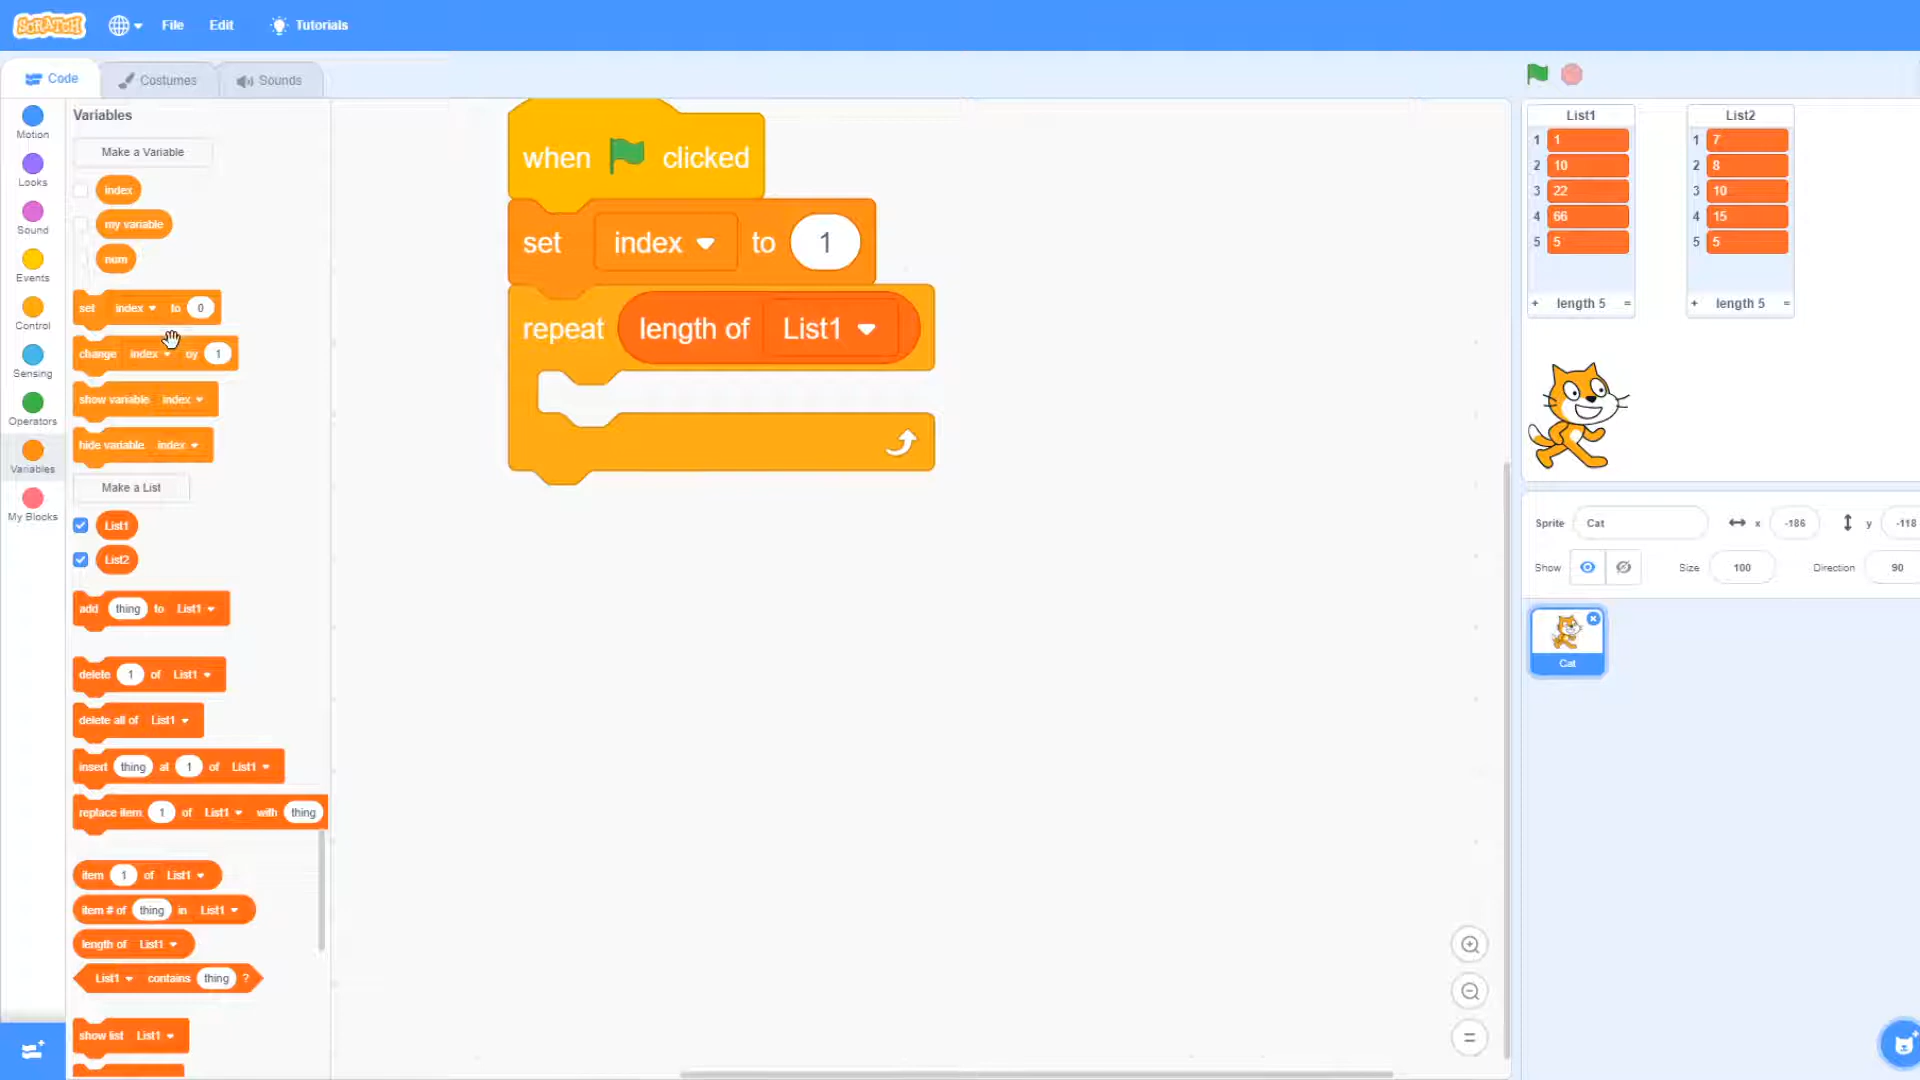 SCRATCH File Edit Tutorials
Code Costumes Sounds
Motion
Looks
Sound
Events
Control
Sensing
Operators
Variables
My Blocks
Variables
Make a Variable
index
my variable
num
set index to 0
change index by 1
show variable index
hide variable index
Make a List
List1
List2
add thing to List1
delete 1 of List1
delete all of List1
insert thing at 1 of List1
replace item 1 of List1 with thing
item 1 of List1
item # of thing in List1
length of List1
List1 contains thing ?
show list List1
when clicked
set index to 1
repeat length of List1
List1
1 1
2 10
3 22
4 66
5 5
+ length 5 =
List2
1 7
2 8
3 10
4 15
5 5
+ length 5 =
Sprite Cat x -186 y -118
Show Size 100 Direction 90
Cat